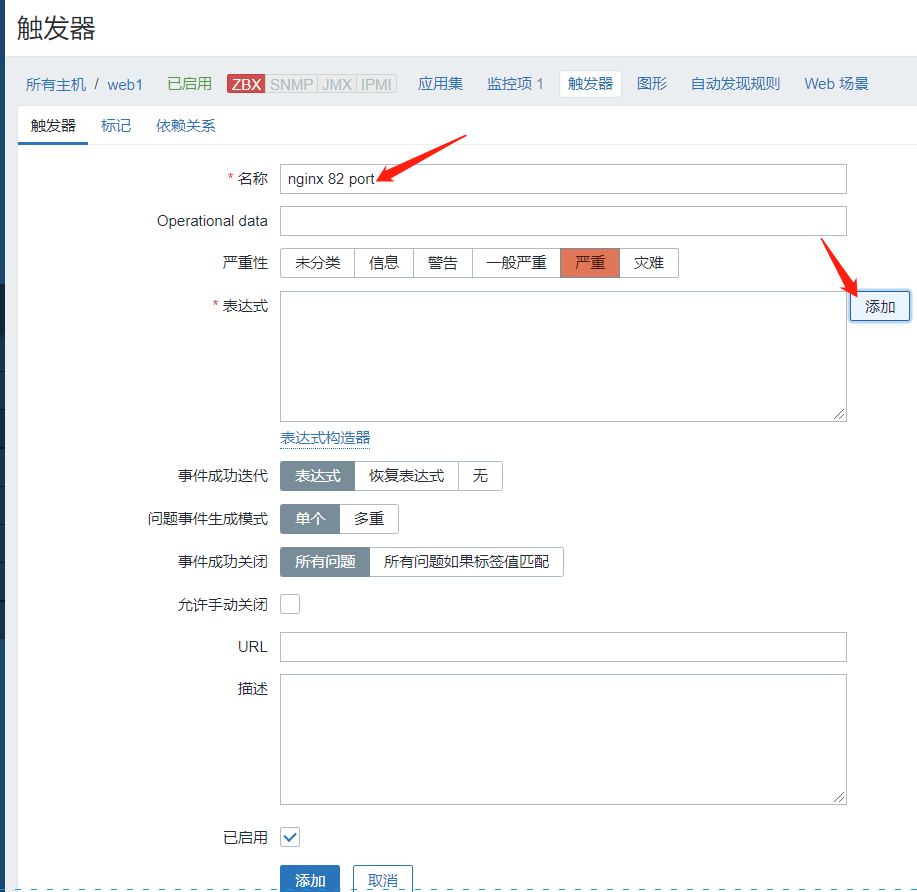 触发器
所有主机 / web1 已启用 ZBX SNMP JMX IPMI 应用集 监控项 1 触发器 图形 自动发现规则 Web 场景
触发器 标记 依赖关系
* 名称 nginx 82 port
Operational data
严重性 未分类 信息 警告 一般严重 严重 灾难
* 表达式 添加
表达式构造器
事件成功迭代 表达式 恢复表达式 无
问题事件生成模式 单个 多重
事件成功关闭 所有问题 所有问题如果标签值匹配
允许手动关闭
URL
描述
已启用
添加 取消